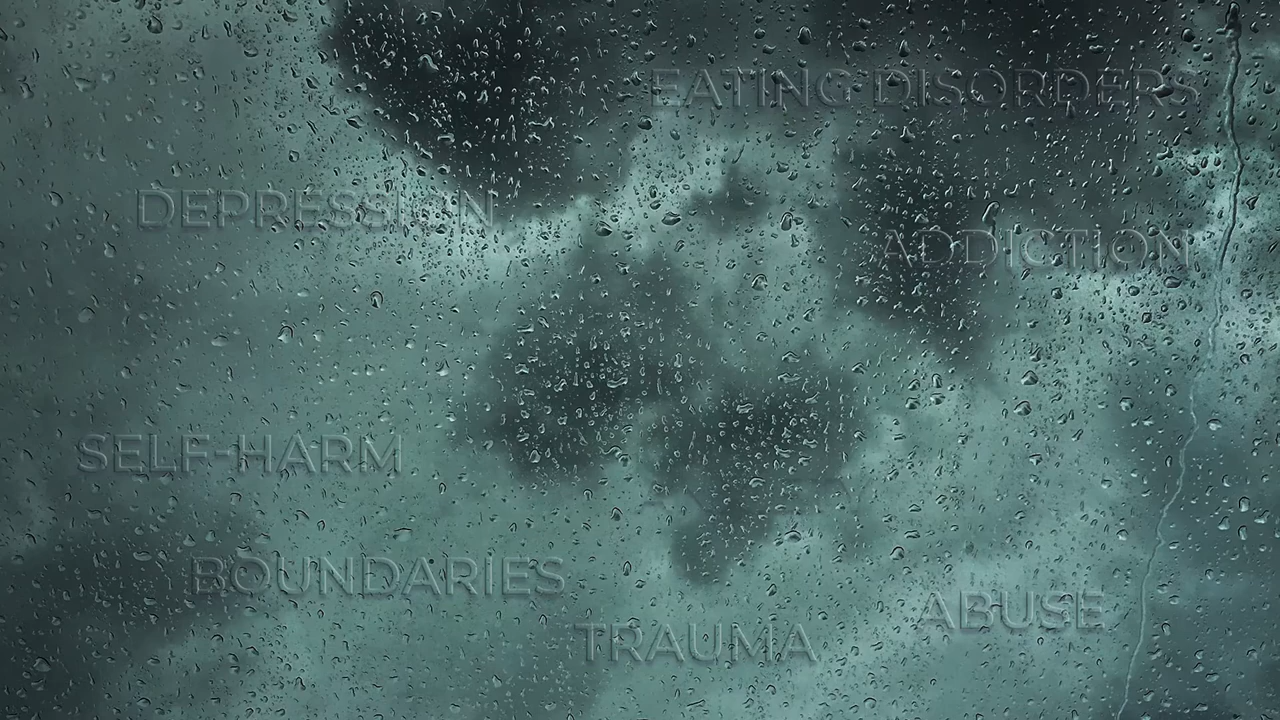 EATING DISORDERS
DEPRESSION
ADDICTION
SELF-HARM
BOUNDARIES
ABUSE
TRAUMA